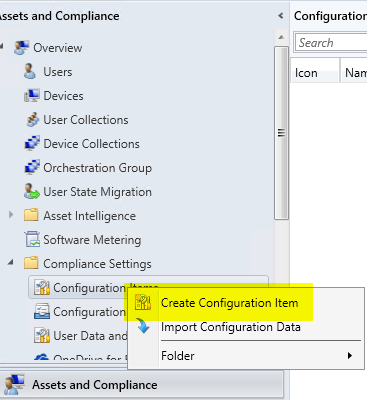 Assets and Compliance
Overview
Users
Devices
User Collections
Device Collections
Orchestration Group
User State Migration
Asset Intelligence
Software Metering
Compliance Settings
Configuration Items
Configuration
User Data and
OneDrive for
Assets and Compliance
Configuration
Search
Icon
Nam
Create Configuration Item
Import Configuration Data
Folder